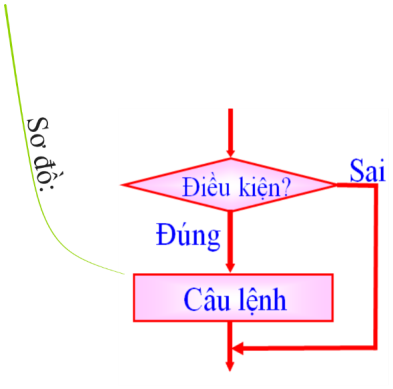 Sơ đồ:
Điều kiện?
Sai
Đúng
Câu lệnh